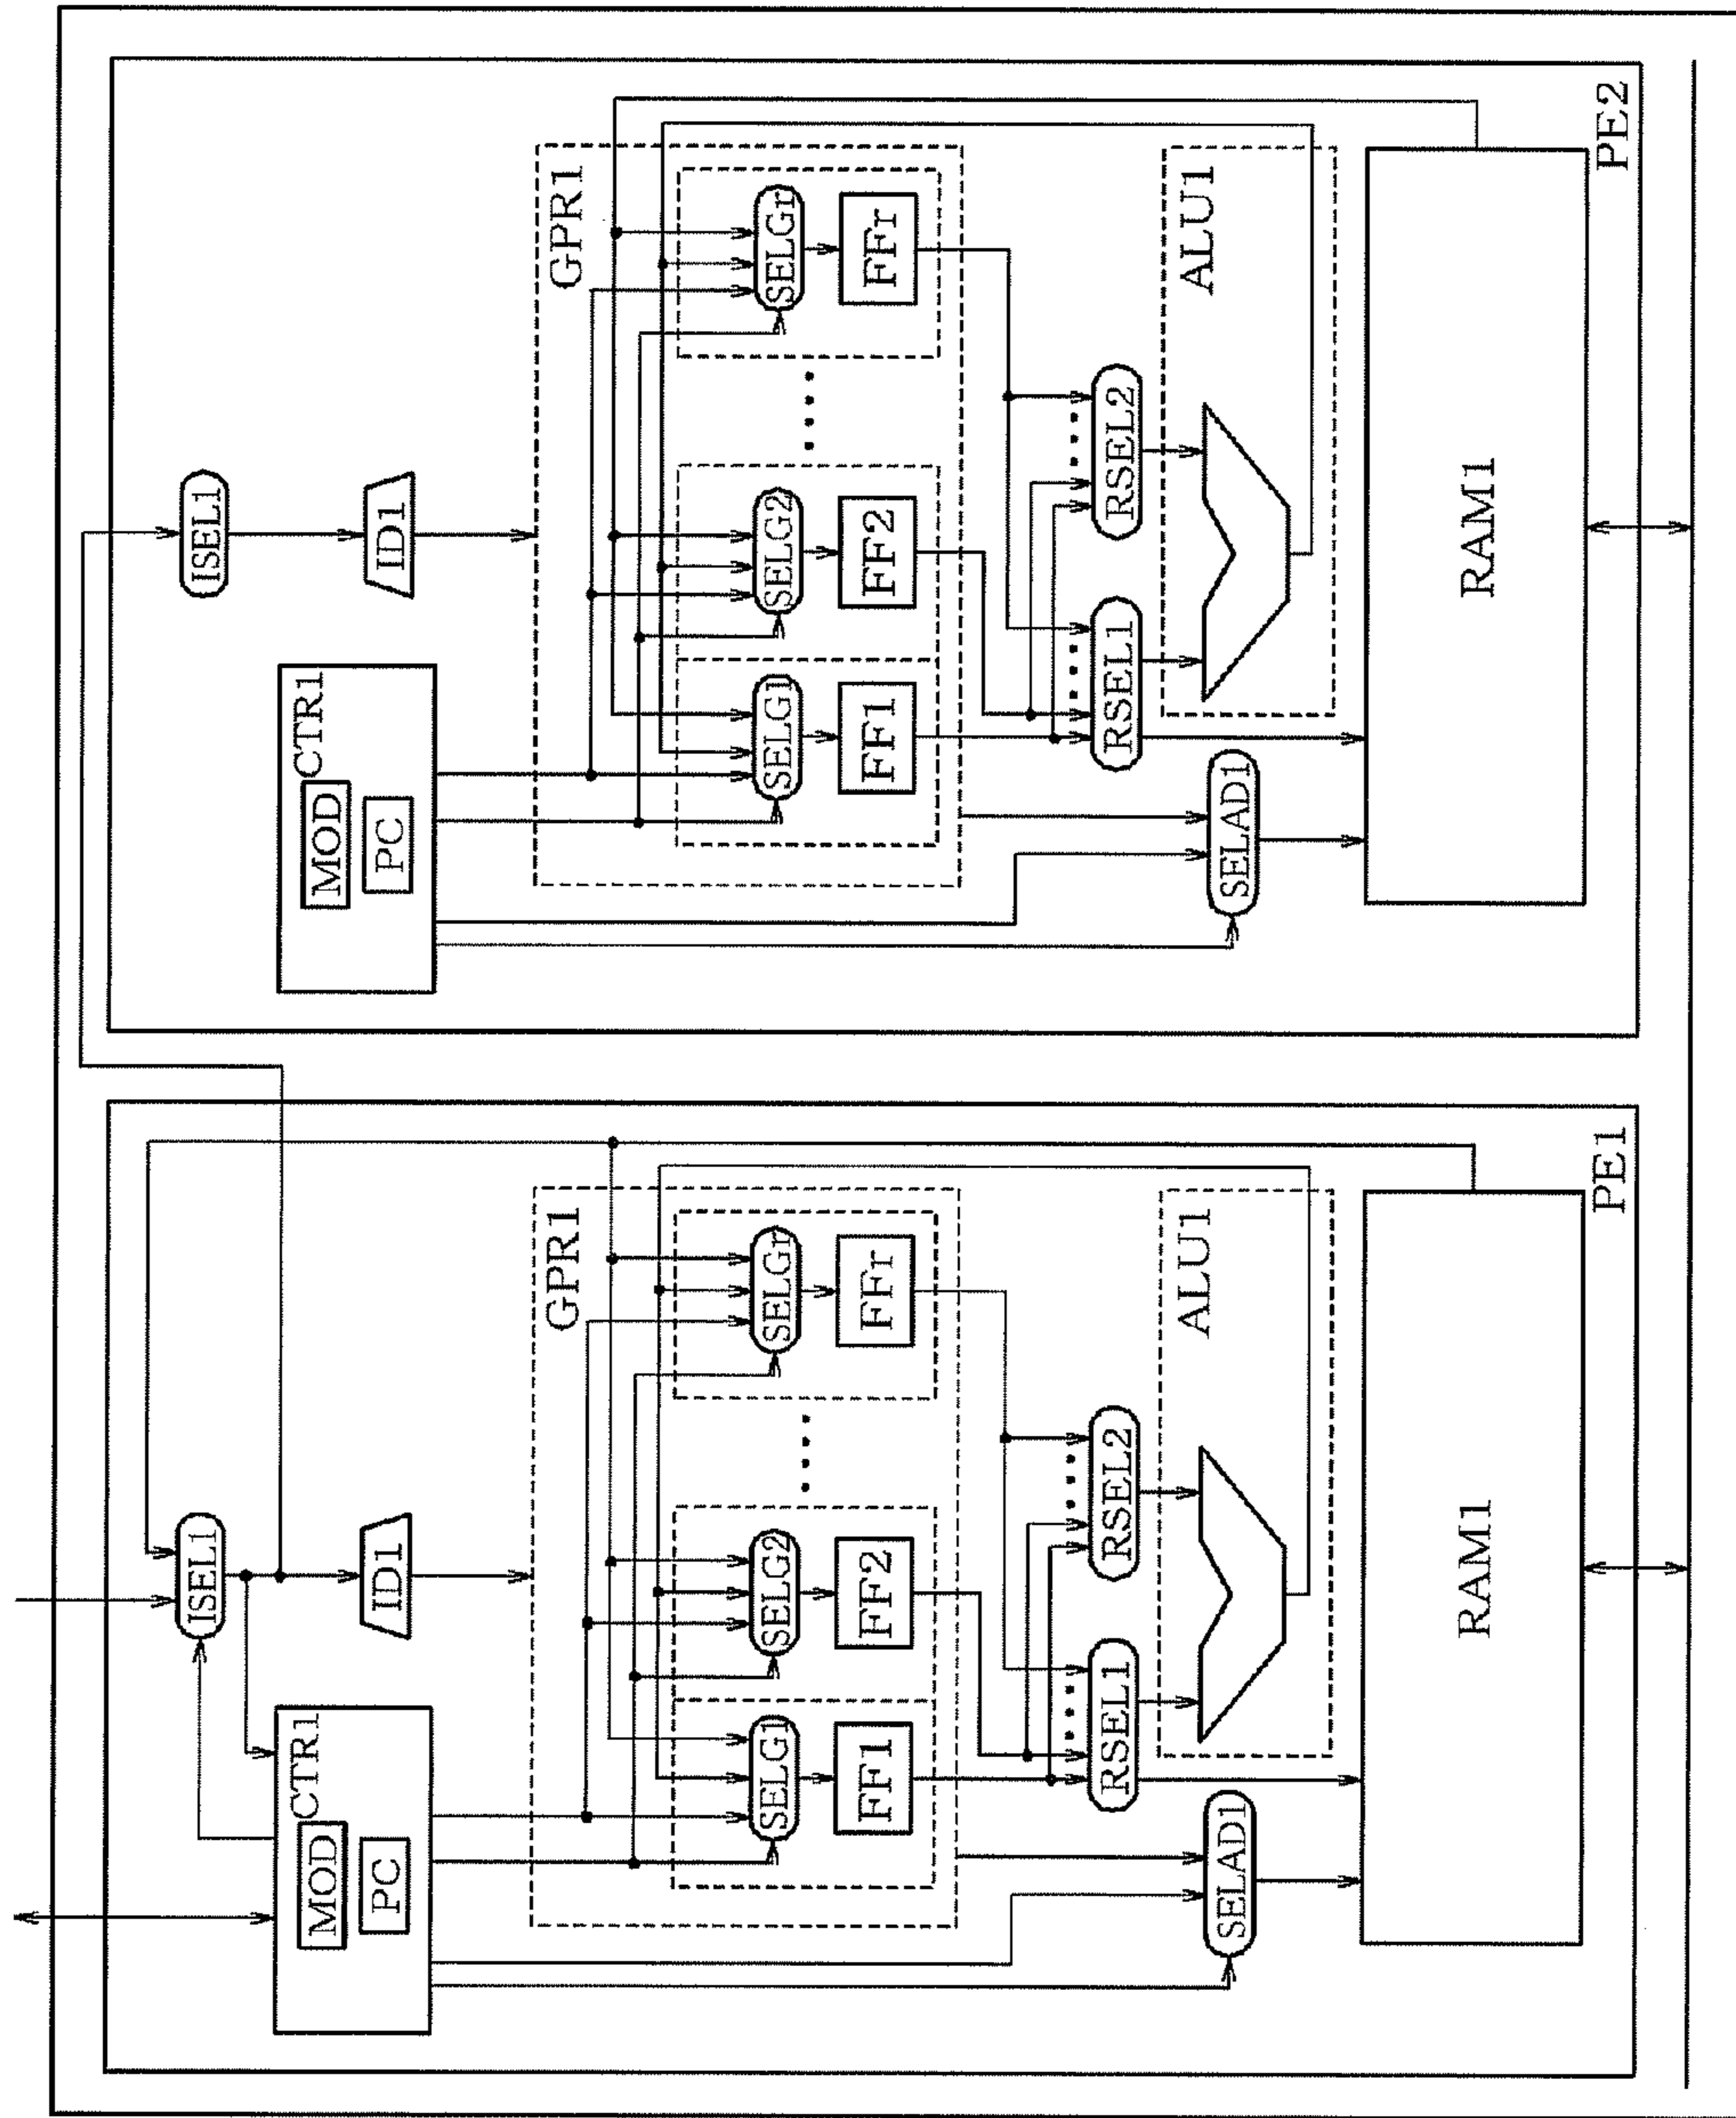 ISEL1
CTR1
MOD
PC
ID1
GPR1
SELG1
SELG2
SELGr
FF1
FF2
FFr
RSEL1
RSEL2
SELAD1
ALU1
RAM1
PE1
ISEL1
CTR1
MOD
PC
ID1
GPR1
SELG1
SELG2
SELGr
FF1
FF2
FFr
RSEL1
RSEL2
SELAD1
ALU1
RAM1
PE2